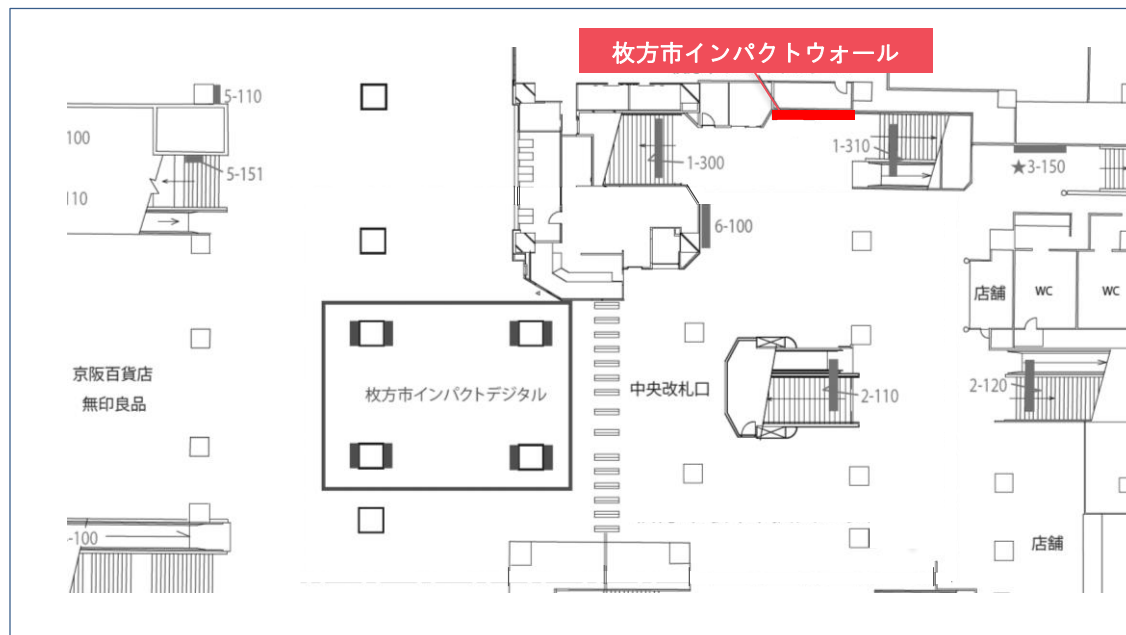 枚方市インパクトウォール
5-110
100
5-151
110
1-300
1-310
★3-150
6-100
店舗
WC
WC
京阪百貨店
無印良品
枚方市インパクトデジタル
中央改札口
2-110
2-120
-100
店舗